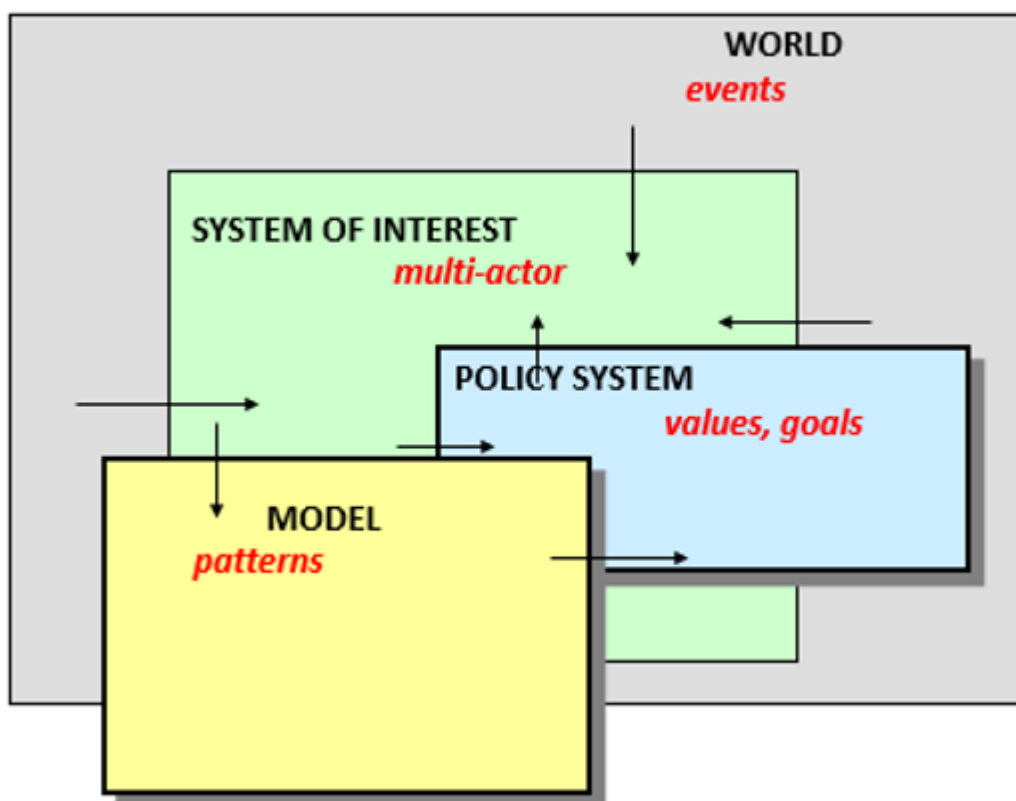 WORLD
events
SYSTEM OF INTEREST
multi-actor
POLICY SYSTEM
values, goals
MODEL
patterns